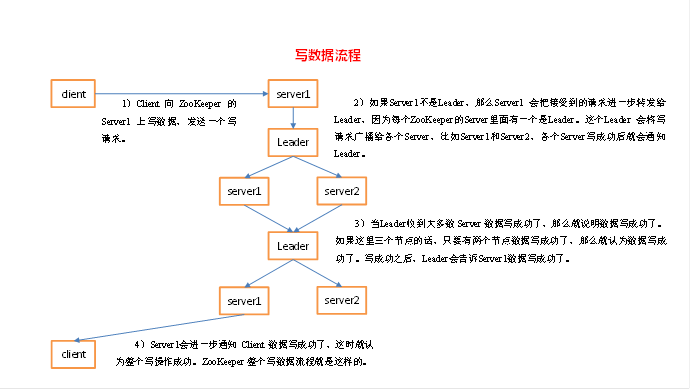 写数据流程
client
server1
1）Client 向 ZooKeeper 的
Server1 上写数据，发送一个写
请求。
2）如果Server1不是Leader，那么Server1 会把接受到的请求进一步转发给
Leader，因为每个ZooKeeper的Server里面有一个是Leader。这个Leader 会将写
请求广播给各个Server，比如Server1和Server2，各个Server写成功后就会通知
Leader。
Leader
server1
server2
3）当Leader收到大多数 Server 数据写成功了，那么就说明数据写成功了。
如果这里三个节点的话，只要有两个节点数据写成功了，那么就认为数据写成
功了。写成功之后，Leader会告诉Server1数据写成功了。
Leader
server1
server2
4）Server1会进一步通知 Client 数据写成功了，这时就认
为整个写操作成功。ZooKeeper 整个写数据流程就是这样的。
client